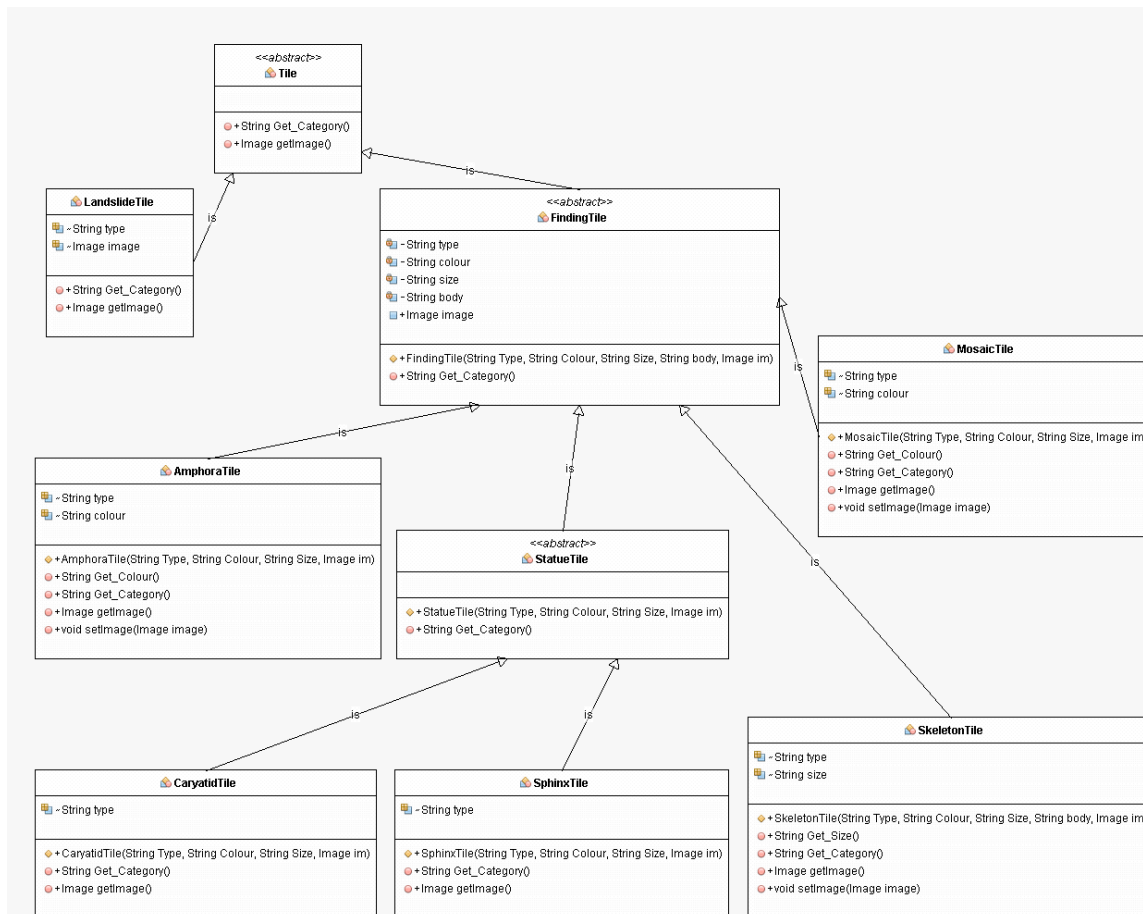 <<abstract>>
Tile
+String Get_Category()
+Image getImage()
is
is
LandslideTile
~String type
~Image image
+String Get_Category()
+Image getImage()
<<abstract>>
FindingTile
-String type
-String colour
-String size
-String body
+Image image
+FindingTile(String Type, String Colour, String Size, String body, Image im)
+String Get_Category()
is
MosaicTile
~String type
~String colour
+MosaicTile(String Type, String Colour, String Size, Image im
+String Get_Colour()
+String Get_Category()
+Image getImage()
+void setImage(Image image)
is
is
is
AmphoraTile
~String type
~String colour
+AmphoraTile(String Type, String Colour, String Size, Image im)
+String Get_Colour()
+String Get_Category()
+Image getImage()
+void setImage(Image image)
<<abstract>>
StatueTile
+StatueTile(String Type, String Colour, String Size, Image im)
+String Get_Category()
is
is
CaryatidTile
~String type
+CaryatidTile(String Type, String Colour, String Size, Image im)
+String Get_Category()
+Image getImage()
SphinxTile
~String type
+SphinxTile(String Type, String Colour, String Size, Image im)
+String Get_Category()
+Image getImage()
SkeletonTile
~String type
~String size
+SkeletonTile(String Type, String Colour, String Size, String body, Image im
+String Get_Size()
+String Get_Category()
+Image getImage()
+void setImage(Image image)